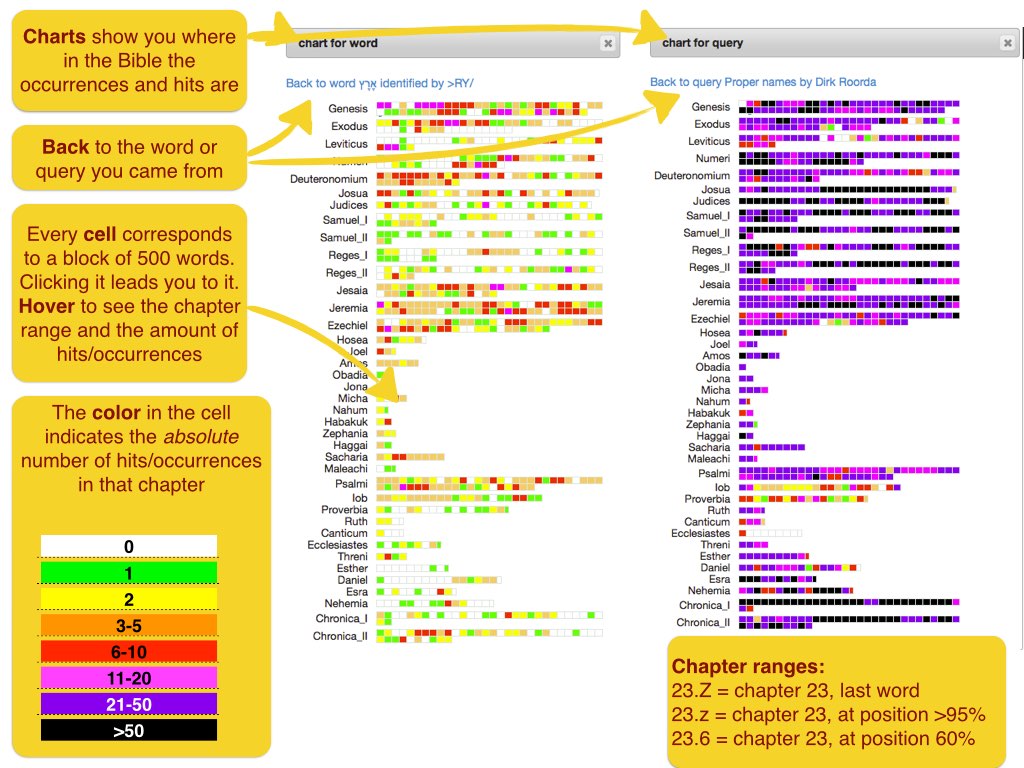 Charts show you where
in the Bible the
occurrences and hits are
Back to the word or
query you came from
Every cell corresponds
to a block of 500 words.
Clicking it leads you to it.
Hover to see the chapter
range and the amount of
hits/occurrences
The color in the cell
indicates the absolute
number of hits/occurrences
in that chapter
0
1
2
3-5
6-10
11-20
21-50
>50
chart for word
Back to word אֶרֶץ identified by >RY/
Genesis
Exodus
Leviticus
Numeri
Deuteronomium
Josua
Judices
Samuel_I
Samuel_II
Reges_I
Reges_II
Jesaia
Jeremia
Ezechiel
Hosea
Joel
Amos
Obadia
Jona
Micha
Nahum
Habakuk
Zephania
Haggai
Sacharia
Maleachi
Psalmi
Iob
Proverbia
Ruth
Canticum
Ecclesiastes
Threni
Esther
Daniel
Esra
Nehemia
Chronica_I
Chronica_II
chart for query
Back to query Proper names by Dirk Roorda
Genesis
Exodus
Leviticus
Numeri
Deuteronomium
Josua
Judices
Samuel_I
Samuel_II
Reges_I
Reges_II
Jesaia
Jeremia
Ezechiel
Hosea
Joel
Amos
Obadia
Jona
Micha
Nahum
Habakuk
Zephania
Haggai
Sacharia
Maleachi
Psalmi
Iob
Proverbia
Ruth
Canticum
Ecclesiastes
Threni
Esther
Daniel
Esra
Nehemia
Chronica_I
Chronica_II
Chapter ranges:
23.Z = chapter 23, last word
23.z = chapter 23, at position >95%
23.6 = chapter 23, at position 60%